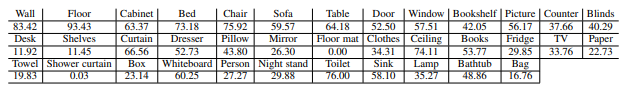 Wall Floor Cabinet Bed Chair Sofa Table Door Window Bookshelf Picture Counter Blinds
83.42 93.43 63.37 73.18 75.92 59.57 64.18 52.50 57.51 42.05 56.17 37.66 40.29
Desk Shelves Curtain Dresser Pillow Mirror Floor mat Clothes Ceiling Books Fridge TV Paper
11.92 11.45 66.56 52.73 43.80 26.30 0.00 34.31 74.11 53.77 29.85 33.76 22.73
Towel Shower curtain Box Whiteboard Person Night stand Toilet Sink Lamp Bathtub Bag
19.83 0.03 23.14 60.25 27.27 29.88 76.00 58.10 35.27 48.86 16.76